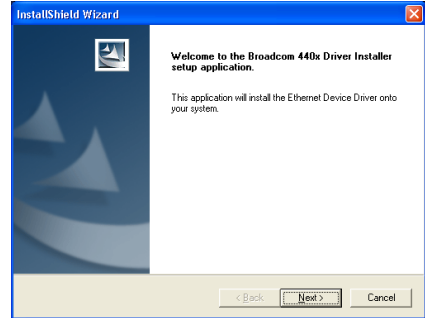 InstallShield Wizard
Welcome to the Broadcom 440x Driver Installer
setup application.
This application will install the Ethernet Device Driver onto
your system.
< Back
Next >
Cancel